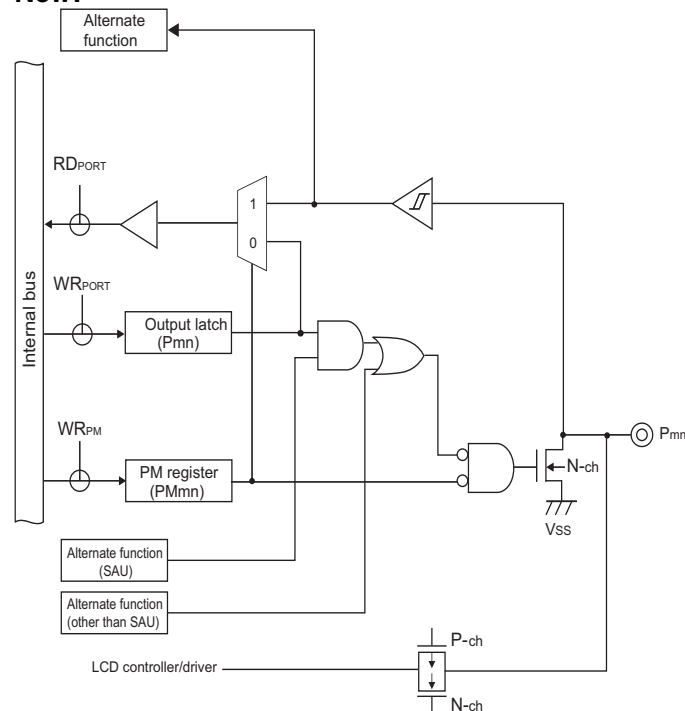 Alternate
function
RDPORT
1
0
WRPORT
Internal bus
Output latch
(Pmn)
WRPM
PM register
(PMmn)
Pmn
N-ch
VSS
Alternate function
(SAU)
Alternate function
(other than SAU)
P-ch
LCD controller/driver
N-ch